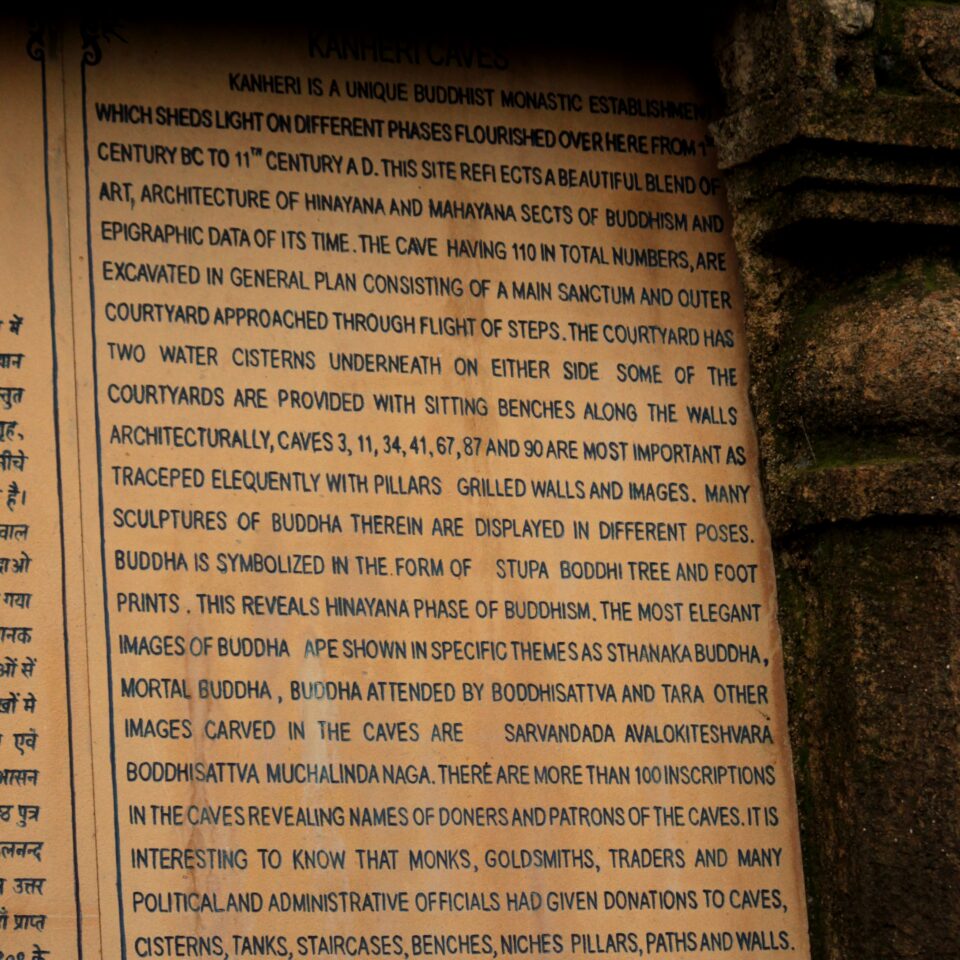 में
चुत
गृह,
है।
वाल
गया
एवं
आसन
पुत्र
उत्तर
प्राप्त
के
KANHERI CAVES
KANHERI IS A UNIQUE BUDDHIST MONASTIC ESTABLISHMENT
WHICH SHEDS LIGHT ON DIFFERENT PHASES FLOURISHED OVER HERE FROM 1ST
CENTURY BC TO 11TH CENTURY A D. THIS SITE REFLECTS A BEAUTIFUL BLEND OF
ART, ARCHITECTURE OF HINAYANA AND MAHAYANA SECTS OF BUDDHISM AND
EPIGRAPHIC DATA OF ITS TIME. THE CAVE HAVING 110 IN TOTAL NUMBERS, ARE
EXCAVATED IN GENERAL PLAN CONSISTING OF A MAIN SANCTUM AND OUTER
COURTYARD APPROACHED THROUGH FLIGHT OF STEPS. THE COURTYARD HAS
TWO WATER CISTERNS UNDERNEATH ON EITHER SIDE SOME OF THE
COURTYARDS ARE PROVIDED WITH SITTING BENCHES ALONG THE WALLS
ARCHITECTURALLY, CAVES 3, 11, 34, 41, 67, 87 AND 90 ARE MOST IMPORTANT AS
TRACEPED ELEQUENTLY WITH PILLARS GRILLED WALLS AND IMAGES. MANY
SCULPTURES OF BUDDHA THEREIN ARE DISPLAYED IN DIFFERENT POSES.
BUDDHA IS SYMBOLIZED IN THE FORM OF STUPA BODDHI TREE AND FOOT
PRINTS. THIS REVEALS HINAYANA PHASE OF BUDDHISM. THE MOST ELEGANT
IMAGES OF BUDDHA APE SHOWN IN SPECIFIC THEMES AS STHANAKA BUDDHA,
MORTAL BUDDHA, BUDDHA ATTENDED BY BODDHISATTVA AND TARA OTHER
IMAGES CARVED IN THE CAVES ARE SARVANDADA AVALOKITESHVARA
BODDHISATTVA MUCHALINDA NAGA. THERE ARE MORE THAN 100 INSCRIPTIONS
IN THE CAVES REVEALING NAMES OF DONERS AND PATRONS OF THE CAVES. IT IS
INTERESTING TO KNOW THAT MONKS, GOLDSMITHS, TRADERS AND MANY
POLITICAL AND ADMINISTRATIVE OFFICIALS HAD GIVEN DONATIONS TO CAVES,
CISTERNS, TANKS, STAIRCASES, BENCHES, NICHES PILLARS, PATHS AND WALLS.